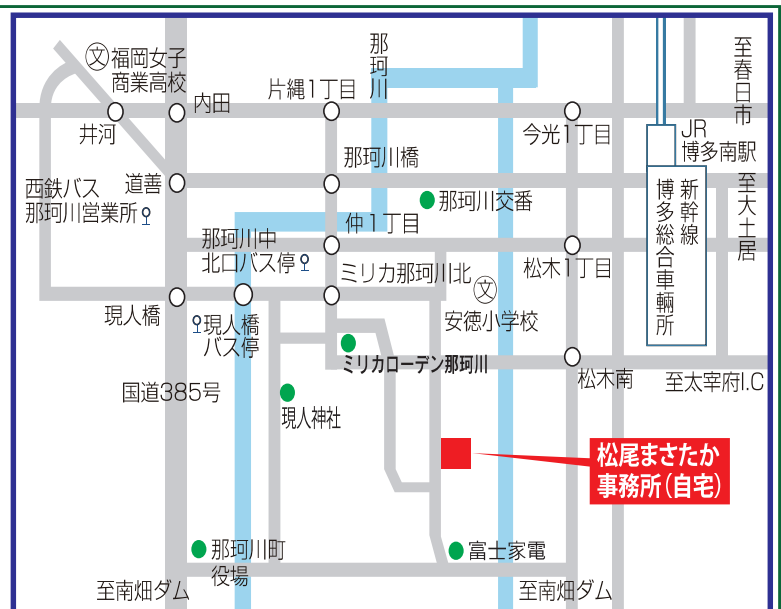 那珂川
至春日市
文
福岡女子
商業高校
内田
片縄1丁目
井河
今光1丁目
JR
博多南駅
那珂川橋
道善
西鉄バス
那珂川営業所
那珂川交番
新幹線
博多総合車輛所
至大土居
仲1丁目
那珂川中
北口バス停
松木1丁目
ミリカ那珂川北
文
安徳小学校
現人橋
現人橋
バス停
ミリカローデン那珂川
松木南
至太宰府I.C
国道385号
現人神社
松尾まさたか
事務所(自宅)
那珂川町
役場
富士家電
至南畑ダム
至南畑ダム